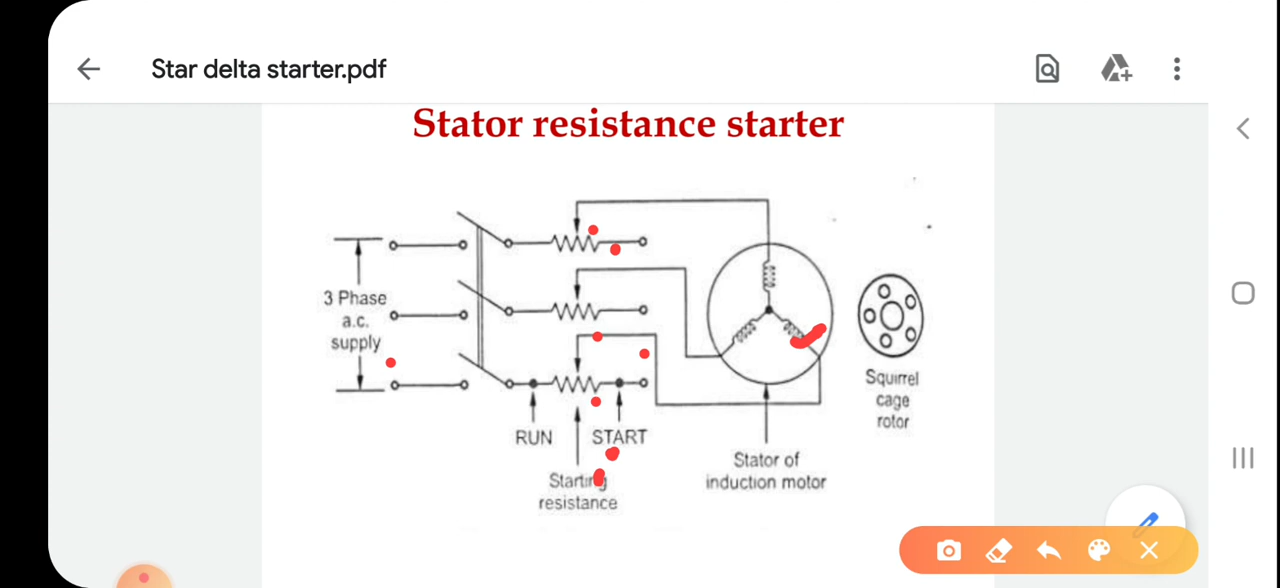 Star delta starter.pdf
Stator resistance starter
3 Phase
a.c.
supply
RUN
START
Starting
resistance
Stator of
induction motor
Squirrel
cage
rotor